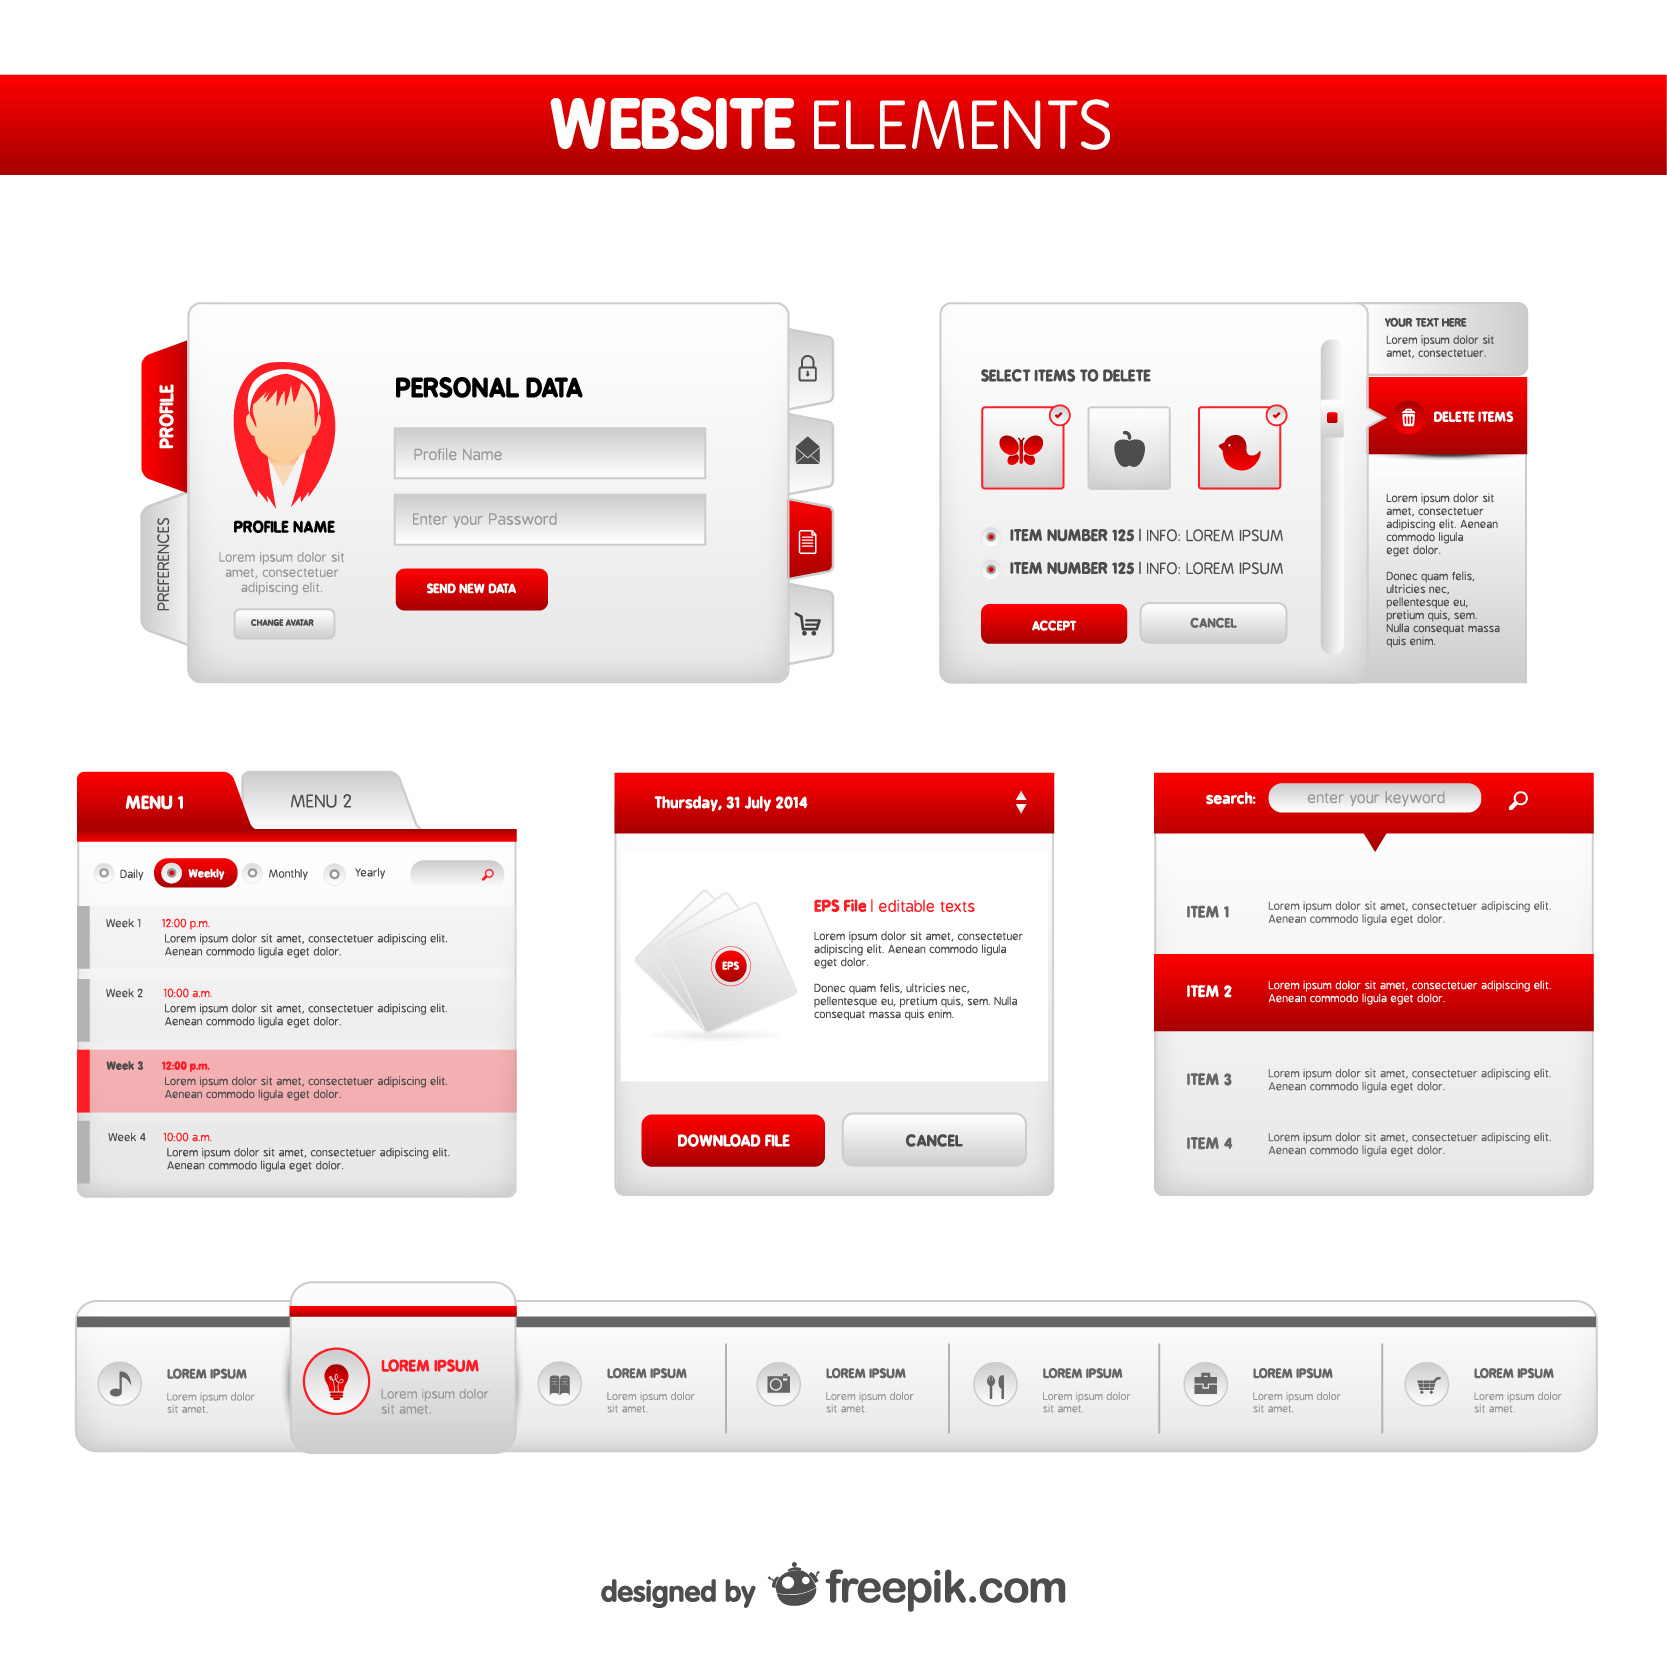 WEBSITE ELEMENTS
PROFILE
PREFERENCES
PROFILE NAME
Lorem ipsum dolor sit
amet, consectetuer
adipiscing elit.
CHANGE AVATAR
PERSONAL DATA
Profile Name
Enter your Password
SEND NEW DATA
SELECT ITEMS TO DELETE
ITEM NUMBER 125 | INFO: LOREM IPSUM
ITEM NUMBER 125 | INFO: LOREM IPSUM
ACCEPT
CANCEL
YOUR TEXT HERE
Lorem ipsum dolor sit
amet, consectetuer.
DELETE ITEMS
Lorem ipsum dolor sit
amet, consectetuer
adipiscing elit. Aenean
commodo ligula
eget dolor.
Donec quam felis,
ultricies nec,
pellentesque eu,
pretium quis, sem.
Nulla consequat massa
quis enim.
MENU 1
MENU 2
Daily
Weekly
Monthly
Yearly
Week 1
12:00 p.m.
Lorem ipsum dolor sit amet, consectetuer adipiscing elit.
Aenean commodo ligula eget dolor.
Week 2
10:00 a.m.
Lorem ipsum dolor sit amet, consectetuer adipiscing elit.
Aenean commodo ligula eget dolor.
Week 3
12:00 p.m.
Lorem ipsum dolor sit amet, consectetuer adipiscing elit.
Aenean commodo ligula eget dolor.
Week 4
10:00 a.m.
Lorem ipsum dolor sit amet, consectetuer adipiscing elit.
Aenean commodo ligula eget dolor.
Thursday, 31 July 2014
EPS
EPS File | editable texts
Lorem ipsum dolor sit amet, consectetuer
adipiscing elit. Aenean commodo ligula
eget dolor.
Donec quam felis, ultricies nec,
pellentesque eu, pretium quis, sem. Nulla
consequat massa quis enim.
DOWNLOAD FILE
CANCEL
search:
enter your keyword
ITEM 1
Lorem ipsum dolor sit amet, consectetuer adipiscing elit.
Aenean commodo ligula eget dolor.
ITEM 2
Lorem ipsum dolor sit amet, consectetuer adipiscing elit.
Aenean commodo ligula eget dolor.
ITEM 3
Lorem ipsum dolor sit amet, consectetuer adipiscing elit.
Aenean commodo ligula eget dolor.
ITEM 4
Lorem ipsum dolor sit amet, consectetuer adipiscing elit.
Aenean commodo ligula eget dolor.
LOREM IPSUM
Lorem ipsum dolor
sit amet.
LOREM IPSUM
Lorem ipsum dolor
sit amet.
LOREM IPSUM
Lorem ipsum dolor
sit amet.
LOREM IPSUM
Lorem ipsum dolor
sit amet.
LOREM IPSUM
Lorem ipsum dolor
sit amet.
LOREM IPSUM
Lorem ipsum dolor
sit amet.
LOREM IPSUM
Lorem ipsum dolor
sit amet.
designed by freepik.com